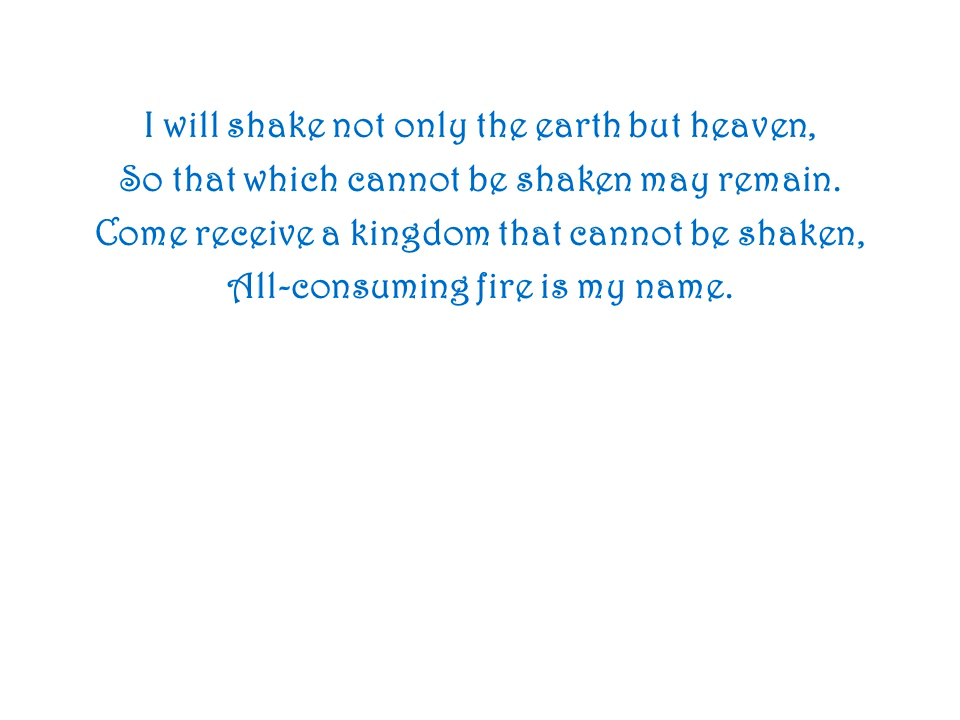 I will shake not only the earth but heaven,
So that which cannot be shaken may remain.
Come receive a kingdom that cannot be shaken,
All-consuming fire is my name.